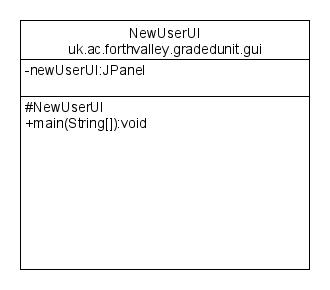 NewUserUI
uk.ac.forthvalley.gradedunit.gui
-newUserUI:JPanel
#NewUserUI
+main(String[]):void